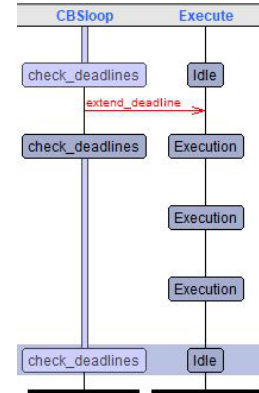 CBSloop Execute
check_deadlines Idle
extend_deadline
check_deadlines Execution
Execution
Execution
check_deadlines Idle